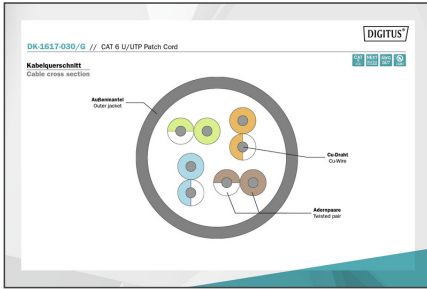 DIGITUS®
DK-1617-030/G // CAT 6 U/UTP Patch Cord
Kabelquerschnitt
Cable cross section
Außenmantel
Outer jacket
Cu-Draht
Cu-Wire
Aderspaare
Twisted pair